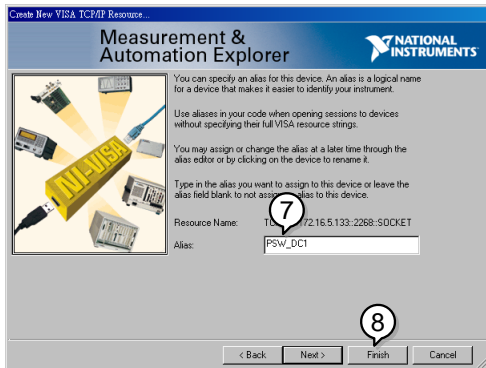 Create New VISA TCP/IP Resource...
Measurement &
Automation Explorer
NATIONAL
INSTRUMENTS
You can specify an alias for this device. An alias is a logical name
for a device that makes it easier to identify your instrument.
Use aliases in your code when opening sessions to devices
without specifying their full VISA resource strings.
You may assign or change the alias at a later time through the
alias editor or by clicking on the device to rename it.
Type in the alias you want to assign to this device or leave the
alias field blank to not assign alias to this device.
7
Resource Name: 72.16.5.133::2268::SOCKET
Alias: PSW_DC1
NI-VISA
8
< Back Next > Finish Cancel